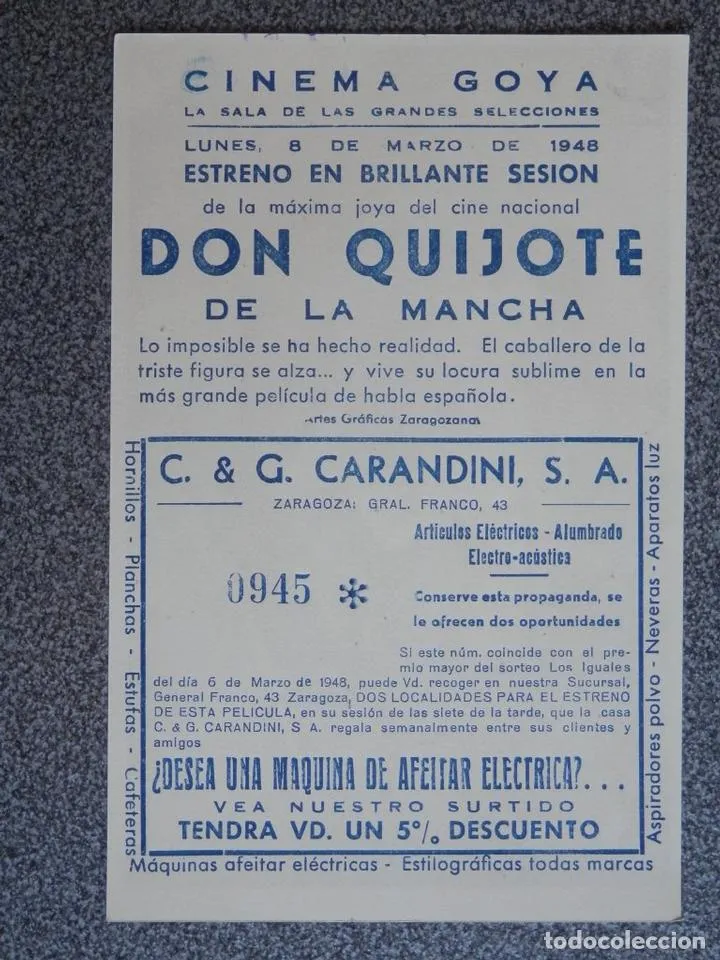 CINEMA GOYA
LA SALA DE LAS GRANDES SELECCIONES
LUNES, 8 DE MARZO DE 1948
ESTRENO EN BRILLANTE SESION
de la máxima joya del cine nacional
DON QUIJOTE
DE LA MANCHA
Lo imposible se ha hecho realidad. El caballero de la
triste figura se alza... y vive su locura sublime en la
más grande película de habla española.
Artes Gráficas Zaragozanas
C. & G. CARANDINI, S. A.
ZARAGOZA: GRAL. FRANCO, 43
Artículos Eléctricos - Alumbrado
Electro-acústica
0945 *
Conserve esta propaganda, se
le ofrecen dos oportunidades
Si este núm. coincide con el pre-
mio mayor del sorteo Los Iguales
del día 6 de Marzo de 1948, puede Vd. recoger en nuestra Sucursal,
General Franco, 43 Zaragoza, DOS LOCALIDADES PARA EL ESTRENO
DE ESTA PELICULA, en su sesión de las siete de la tarde, que la casa
C. & G. CARANDINI, S A. regala semanalmente entre sus clientes y
amigos
¿DESEA UNA MAQUINA DE AFEITAR ELECTRICA?. . .
VEA NUESTRO SURTIDO
TENDRA VD. UN 5% DESCUENTO
Hornillos - Planchas - Estufas - Cafeteras
Aspiradores polvo - Neveras - Aparatos luz
Máquinas afeitar eléctricas - Estilográficas todas marcas
todocoleccion